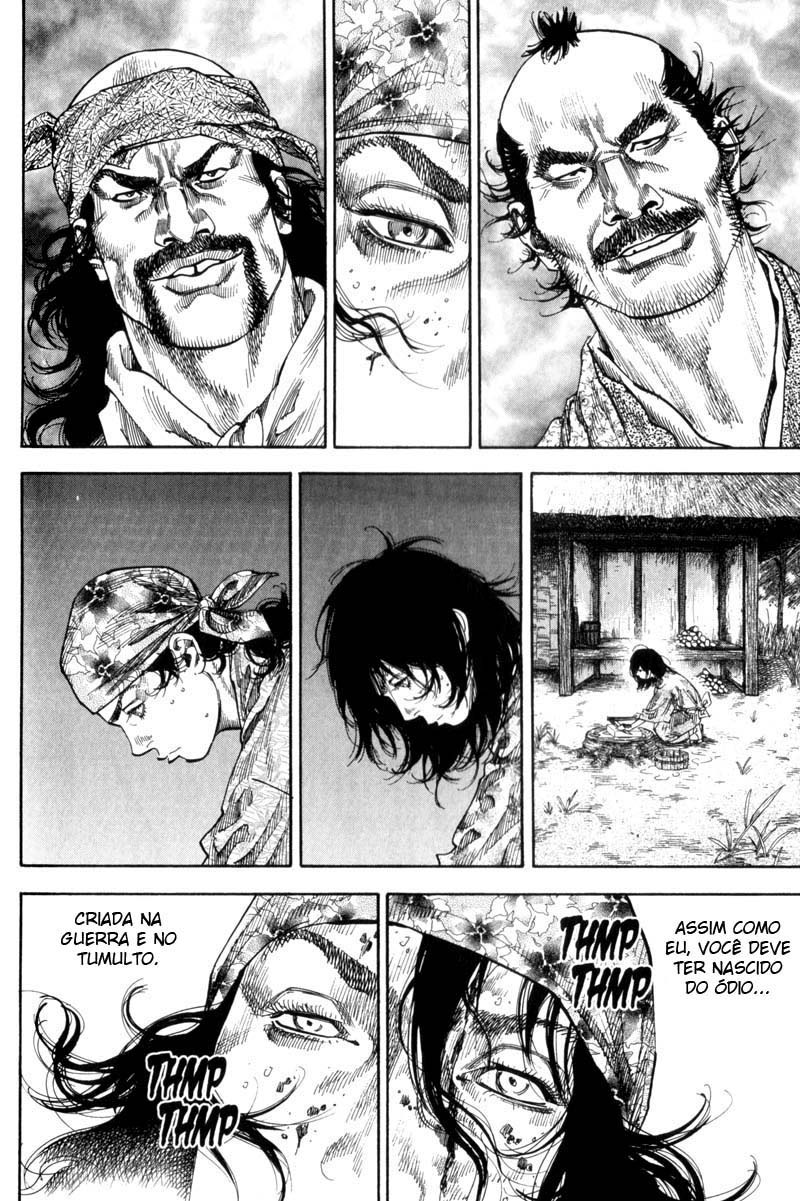 ASSIM COMO
EU, VOCÊ DEVE
TER NASCIDO
DO ÓDIO...
THMP
THMP
CRIADA NA
GUERRA E NO
TUMULTO.
THMP
THMP